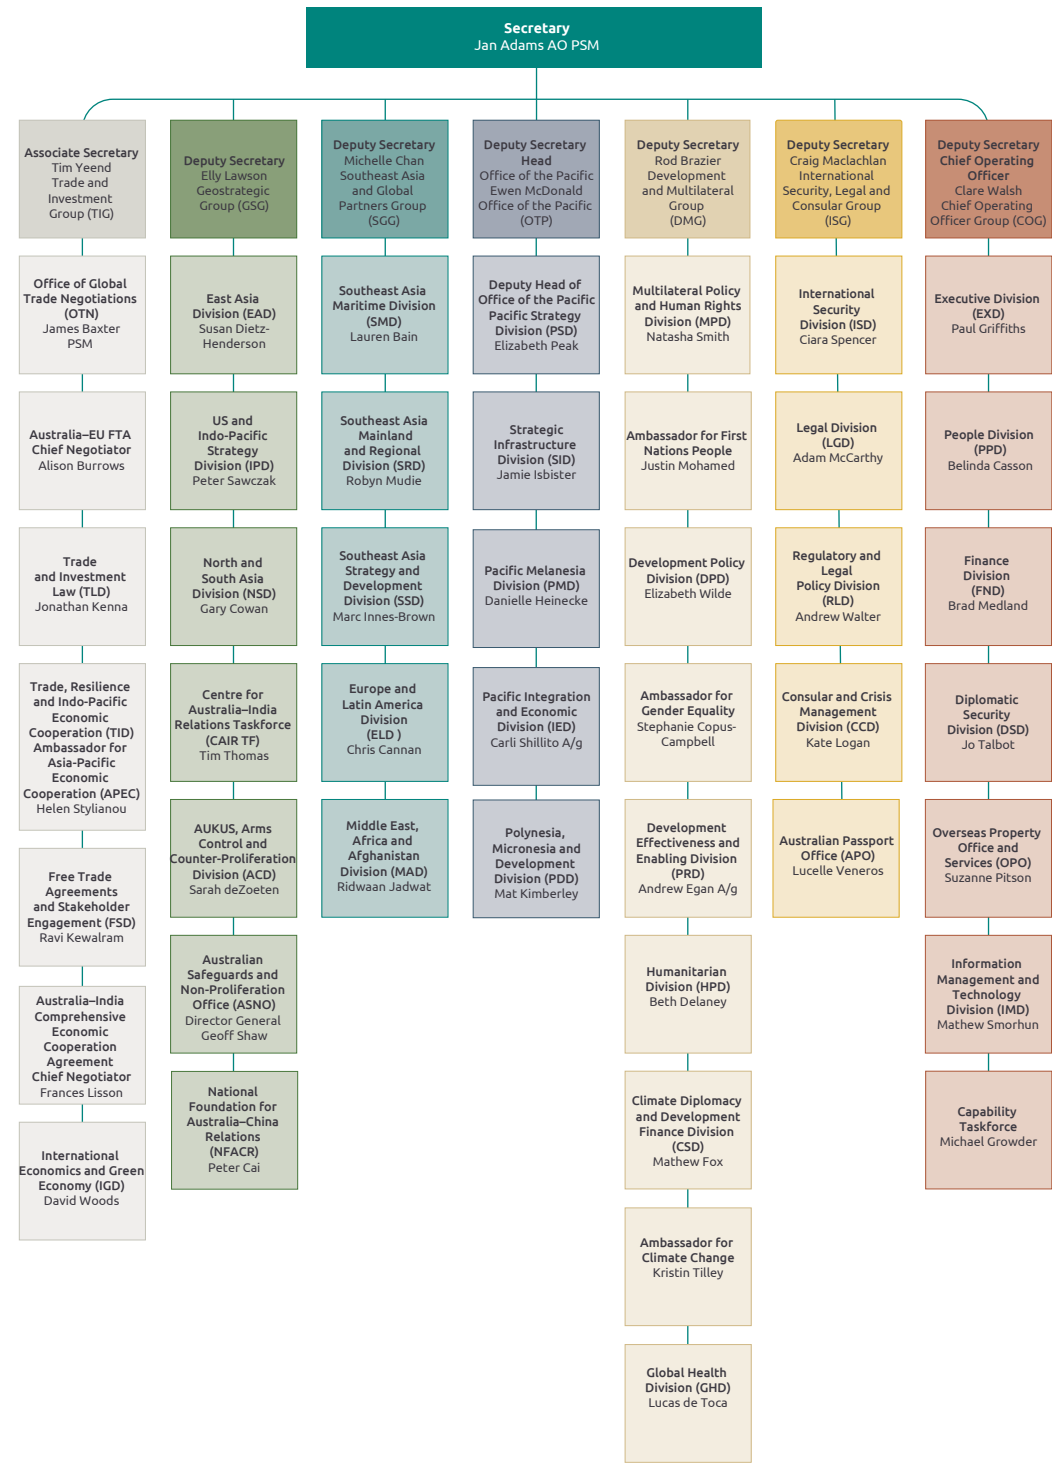 Secretary
Jan Adams AO PSM
Associate Secretary
Tim Yeend
Trade and
Investment
Group (TIG)
Office of Global
Trade Negotiations
(OTN)
James Baxter
PSM
Australia–EU FTA
Chief Negotiator
Alison Burrows
Trade
and Investment
Law (TLD)
Jonathan Kenna
Trade, Resilience
and Indo-Pacific
Economic
Cooperation (TID)
Ambassador for
Asia-Pacific
Economic
Cooperation (APEC)
Helen Stylianou
Free Trade
Agreements
and Stakeholder
Engagement (FSD)
Ravi Kewalram
Australia–India
Comprehensive
Economic
Cooperation
Agreement
Chief Negotiator
Frances Lisson
International
Economics and Green
Economy (IGD)
David Woods
Deputy Secretary
Elly Lawson
Geostrategic
Group (GSG)
East Asia
Division (EAD)
Susan Dietz-
Henderson
US and
Indo-Pacific
Strategy
Division (IPD)
Peter Sawczak
North and
South Asia
Division (NSD)
Gary Cowan
Centre for
Australia–India
Relations Taskforce
(CAIR TF)
Tim Thomas
AUKUS, Arms
Control and
Counter-Proliferation
Division (ACD)
Sarah deZoeten
Australian
Safeguards and
Non-Proliferation
Office (ASNO)
Director General
Geoff Shaw
National
Foundation for
Australia–China
Relations
(NFACR)
Peter Cai
Deputy Secretary
Michelle Chan
Southeast Asia
and Global
Partners Group
(SGG)
Southeast Asia
Maritime Division
(SMD)
Lauren Bain
Southeast Asia
Mainland
and Regional
Division (SRD)
Robyn Mudie
Southeast Asia
Strategy and
Development
Division (SSD)
Marc Innes-Brown
Europe and
Latin America
Division
(ELD )
Chris Cannan
Middle East,
Africa and
Afghanistan
Division (MAD)
Ridwaan Jadwat
Deputy Secretary
Head
Office of the Pacific
Ewen McDonald
Office of the Pacific
(OTP)
Deputy Head of
Office of the Pacific
Pacific Strategy
Division (PSD)
Elizabeth Peak
Strategic
Infrastructure
Division (SID)
Jamie Isbister
Pacific Melanesia
Division (PMD)
Danielle Heinecke
Pacific Integration
and Economic
Division (IED)
Carli Shillito A/g
Polynesia,
Micronesia and
Development
Division (PDD)
Mat Kimberley
Deputy Secretary
Rod Brazier
Development
and Multilateral
Group
(DMG)
Multilateral Policy
and Human Rights
Division (MPD)
Natasha Smith
Ambassador for First
Nations People
Justin Mohamed
Development Policy
Division (DPD)
Elizabeth Wilde
Ambassador for
Gender Equality
Stephanie Copus-
Campbell
Development
Effectiveness and
Enabling Division
(PRD)
Andrew Egan A/g
Humanitarian
Division (HPD)
Beth Delaney
Climate Diplomacy
and Development
Finance Division
(CSD)
Mathew Fox
Ambassador for
Climate Change
Kristin Tilley
Global Health
Division (GHD)
Lucas de Toca
Deputy Secretary
Craig Maclachlan
International
Security, Legal and
Consular Group
(ISG)
International
Security
Division (ISD)
Ciara Spencer
Legal Division
(LGD)
Adam McCarthy
Regulatory and
Legal
Policy Division
(RLD)
Andrew Walter
Consular and Crisis
Management
Division (CCD)
Kate Logan
Australian Passport
Office (APO)
Lucelle Veneros
Deputy Secretary
Chief Operating
Officer
Clare Walsh
Chief Operating
Officer Group (COG)
Executive Division
(EXD)
Paul Griffiths
People Division
(PPD)
Belinda Casson
Finance
Division
(FND)
Brad Medland
Diplomatic
Security
Division (DSD)
Jo Talbot
Overseas Property
Office and
Services (OPO)
Suzanne Pitson
Information
Management and
Technology
Division (IMD)
Mathew Smorhun
Capability
Taskforce
Michael Growder